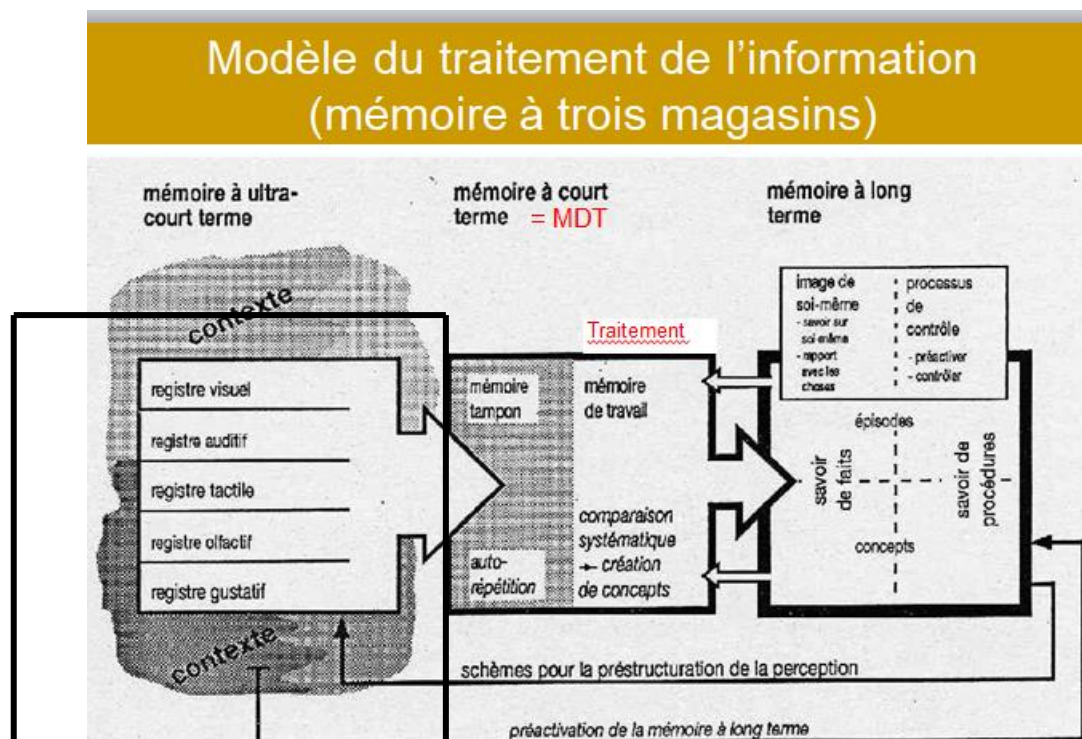 Modèle du traitement de l'information
(mémoire à trois magasins)
mémoire à ultra-
court terme
mémoire à court
terme = MDT
mémoire à long
terme
contexte
registre visuel
registre auditif
registre tactile
registre olfactif
registre gustatif
contexte
Traitement
mémoire
tampon
auto-
répétition
mémoire
de travail
comparaison
systématique
→ création
de concepts
image de
soi-même
- savoir sur
soi-même
- rapport
avec les
choses
processus
de
contrôle
- préactiver
- contrôler
épisodes
savoir
de faits
savoir de
procédures
concepts
schèmes pour la préstructuration de la perception
préactivation de la mémoire à long terme